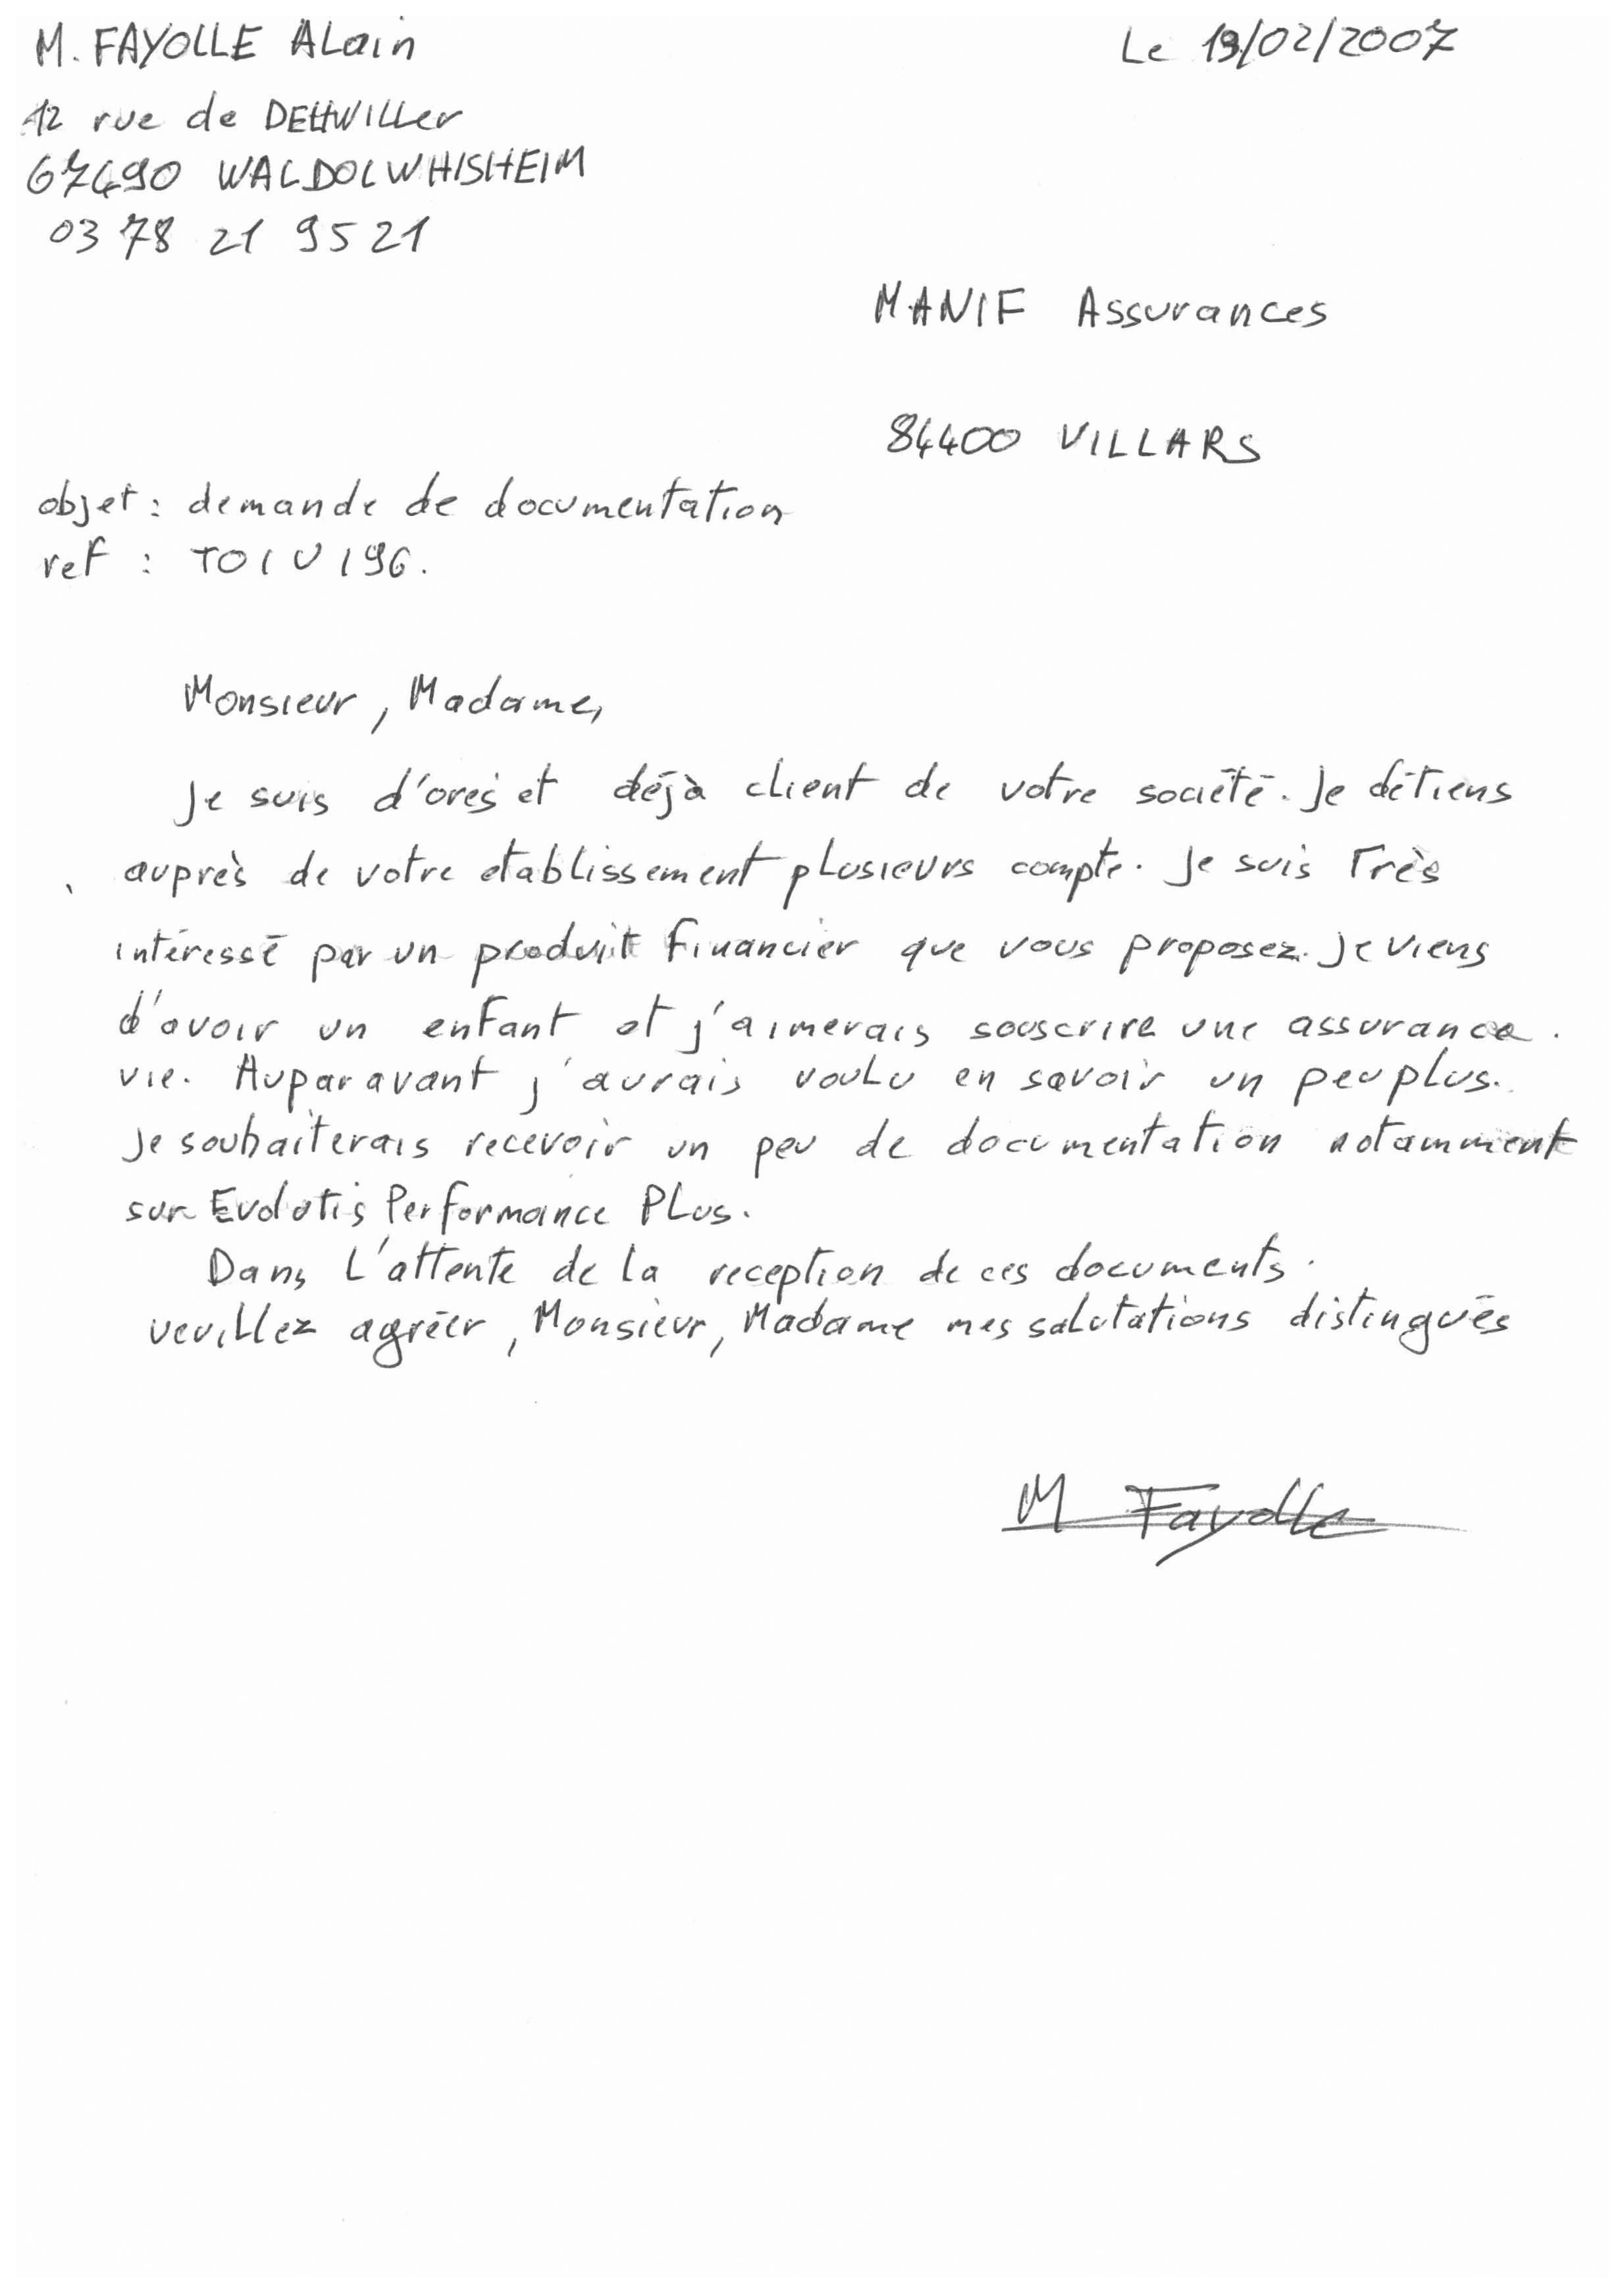 M. FAYOLLE ALain
Le 19/02/2007
12 rue de DETTWILLer
67490 WALDOLWHISHEIM
03 78 21 95 21
MANIF Assurances
84400 VILLARS
objet : demande de documentation
ref : TOIU196.
Monsieur, Madame,
Je suis d'ores et déjà client de votre société. Je détiens
auprès de votre etablissement plusieurs compte. Je suis Très
intéressé par un produit financier que vous proposez. Je viens
d'avoir un enfant et j'aimerais souscrire une assurance.
vie. Auparavant j'aurais voulu en savoir un peu plus.
Je souhaiterais recevoir un peu de documentation notamment
sur Evolutis Performance PLus.
Dans L'attente de la reception de ces documents.
veuillez agréer, Monsieur, Madame mes salutations distingués
M Fayolle